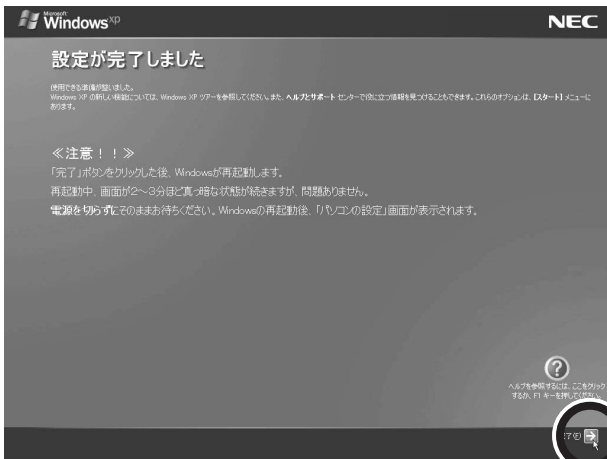 Microsoft
Windows xp
NEC
設定が完了しました
使用できる準備が整いました。
Windows XP の新しい機能については、Windows XP ツアーを参照してください。また、ヘルプとサポート センターで役に立つ情報を見つけることもできます。これらのオプションは、[スタート] メニューに
あります。
≪注意！！≫
「完了」ボタンをクリックした後、Windowsが再起動します。
再起動中、画面が2～3分ほど真っ暗な状態が続きますが、問題ありません。
電源を切らずにそのままお待ちください。Windowsの再起動後、「パソコンの設定」画面が表示されます。
ヘルプを参照するには、ここをクリック
するか、F1 キーを押してください。
了(F)